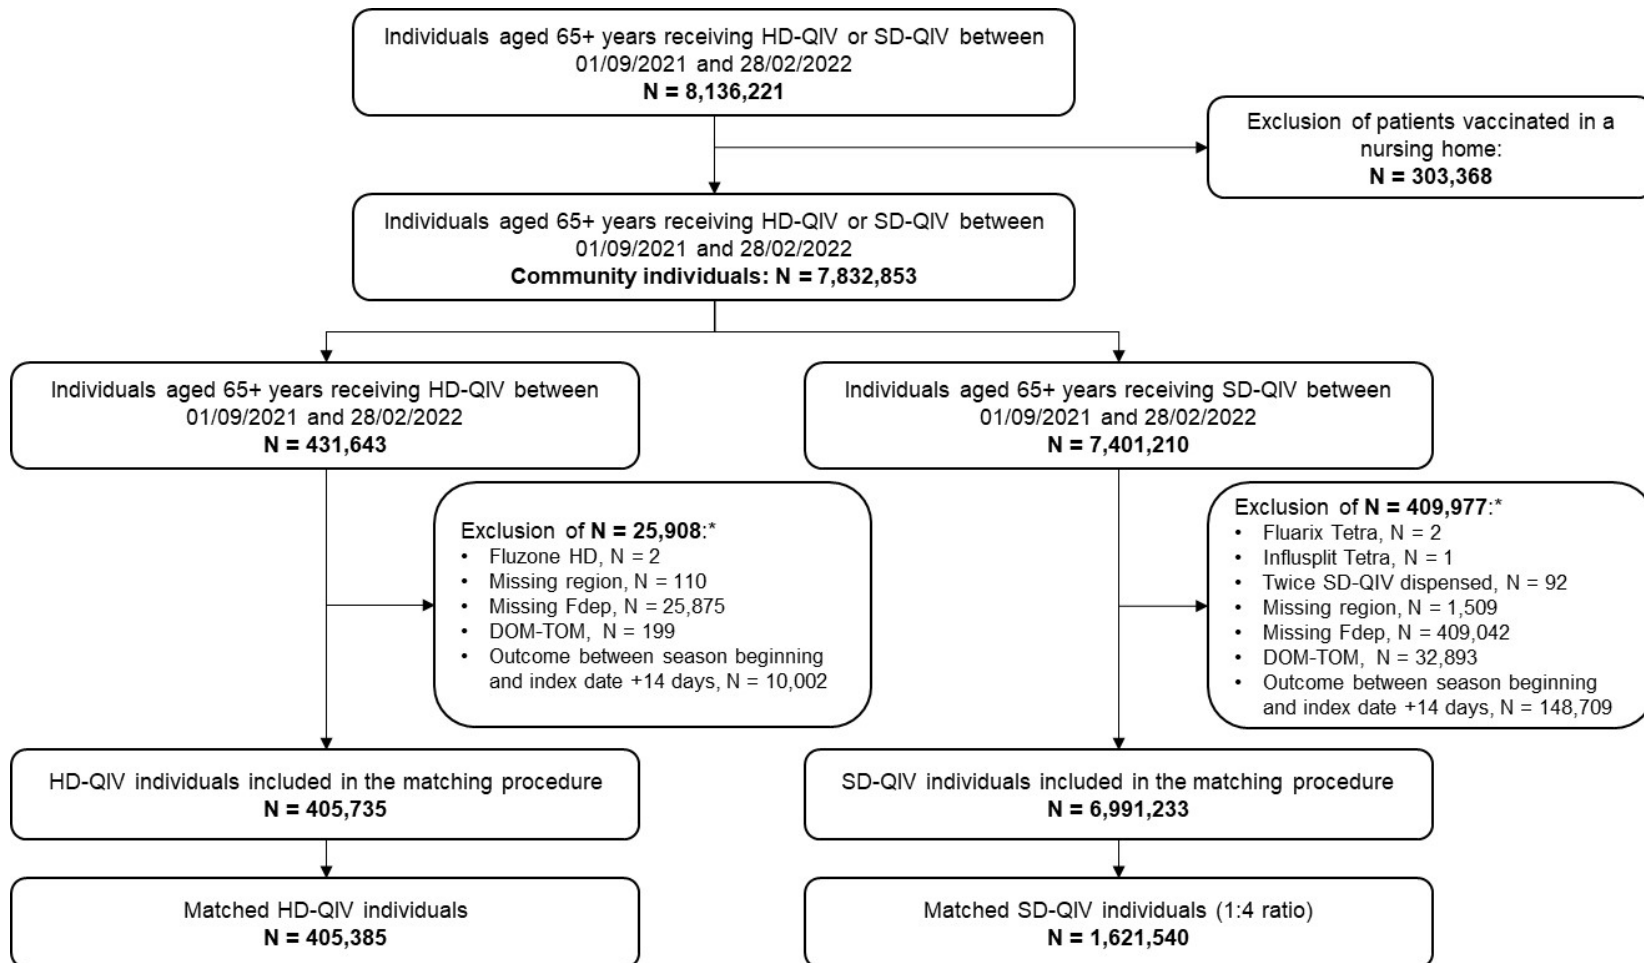 Individuals aged 65+ years receiving HD-QIV or SD-QIV between
01/09/2021 and 28/02/2022
N = 8,136,221
Exclusion of patients vaccinated in a
nursing home:
N = 303,368
Individuals aged 65+ years receiving HD-QIV or SD-QIV between
01/09/2021 and 28/02/2022
Community individuals: N = 7,832,853
Individuals aged 65+ years receiving HD-QIV between
01/09/2021 and 28/02/2022
N = 431,643
Individuals aged 65+ years receiving SD-QIV between
01/09/2021 and 28/02/2022
N = 7,401,210
Exclusion of N = 25,908:*
• Fluzone HD, N = 2
• Missing region, N = 110
• Missing Fdep, N = 25,875
• DOM-TOM, N = 199
• Outcome between season beginning
and index date +14 days, N = 10,002
Exclusion of N = 409,977:*
• Fluarix Tetra, N = 2
• Influsplit Tetra, N = 1
• Twice SD-QIV dispensed, N = 92
• Missing region, N = 1,509
• Missing Fdep, N = 409,042
• DOM-TOM, N = 32,893
• Outcome between season beginning
and index date +14 days, N = 148,709
HD-QIV individuals included in the matching procedure
N = 405,735
SD-QIV individuals included in the matching procedure
N = 6,991,233
Matched HD-QIV individuals
N = 405,385
Matched SD-QIV individuals (1:4 ratio)
N = 1,621,540